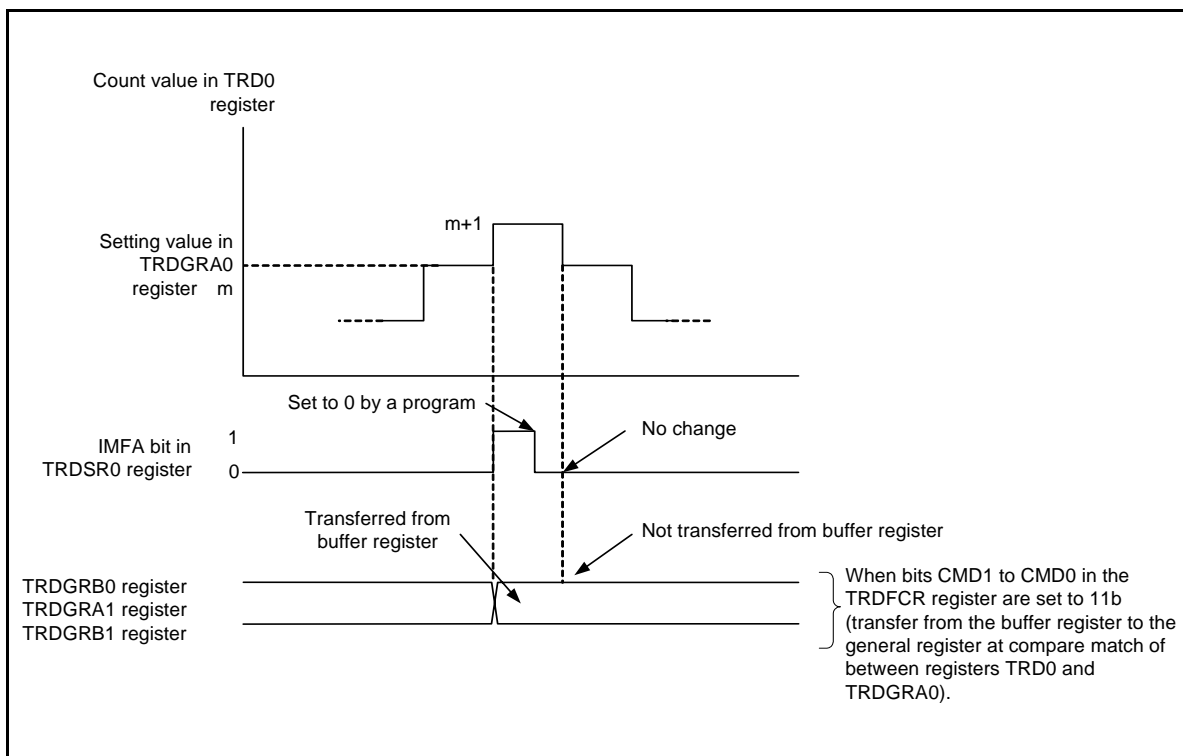 Count value in TRD0
register
m+1
Setting value in
TRDGRA0
register m
Set to 0 by a program
No change
IMFA bit in
TRDSR0 register
1
0
Transferred from
buffer register
Not transferred from buffer register
TRDGRB0 register
TRDGRA1 register
TRDGRB1 register
When bits CMD1 to CMD0 in the
TRDFCR register are set to 11b
(transfer from the buffer register to the
general register at compare match of
between registers TRD0 and
TRDGRA0).